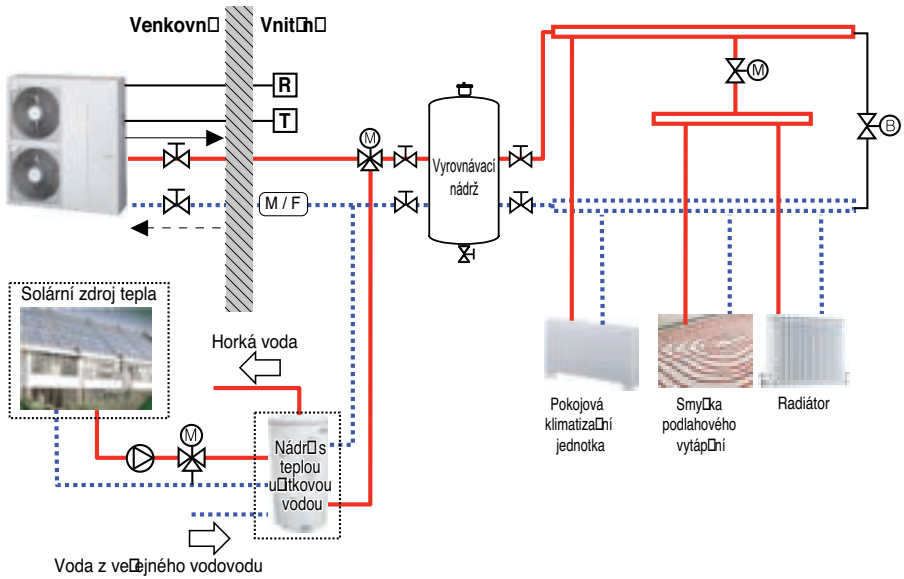 Venkovn□
Vnit□n□
R
T
M
M
B
Vyrovnávací
nádrž
M / F
Solární zdroj tepla
Horká voda
M
Nádr□ s
teplou
u□itkovou
vodou
Voda z ve□ejného vodovodu
Pokojová
klimatiza□ní
jednotka
Smy□ka
podlahového
vytáp□ní
Radiátor